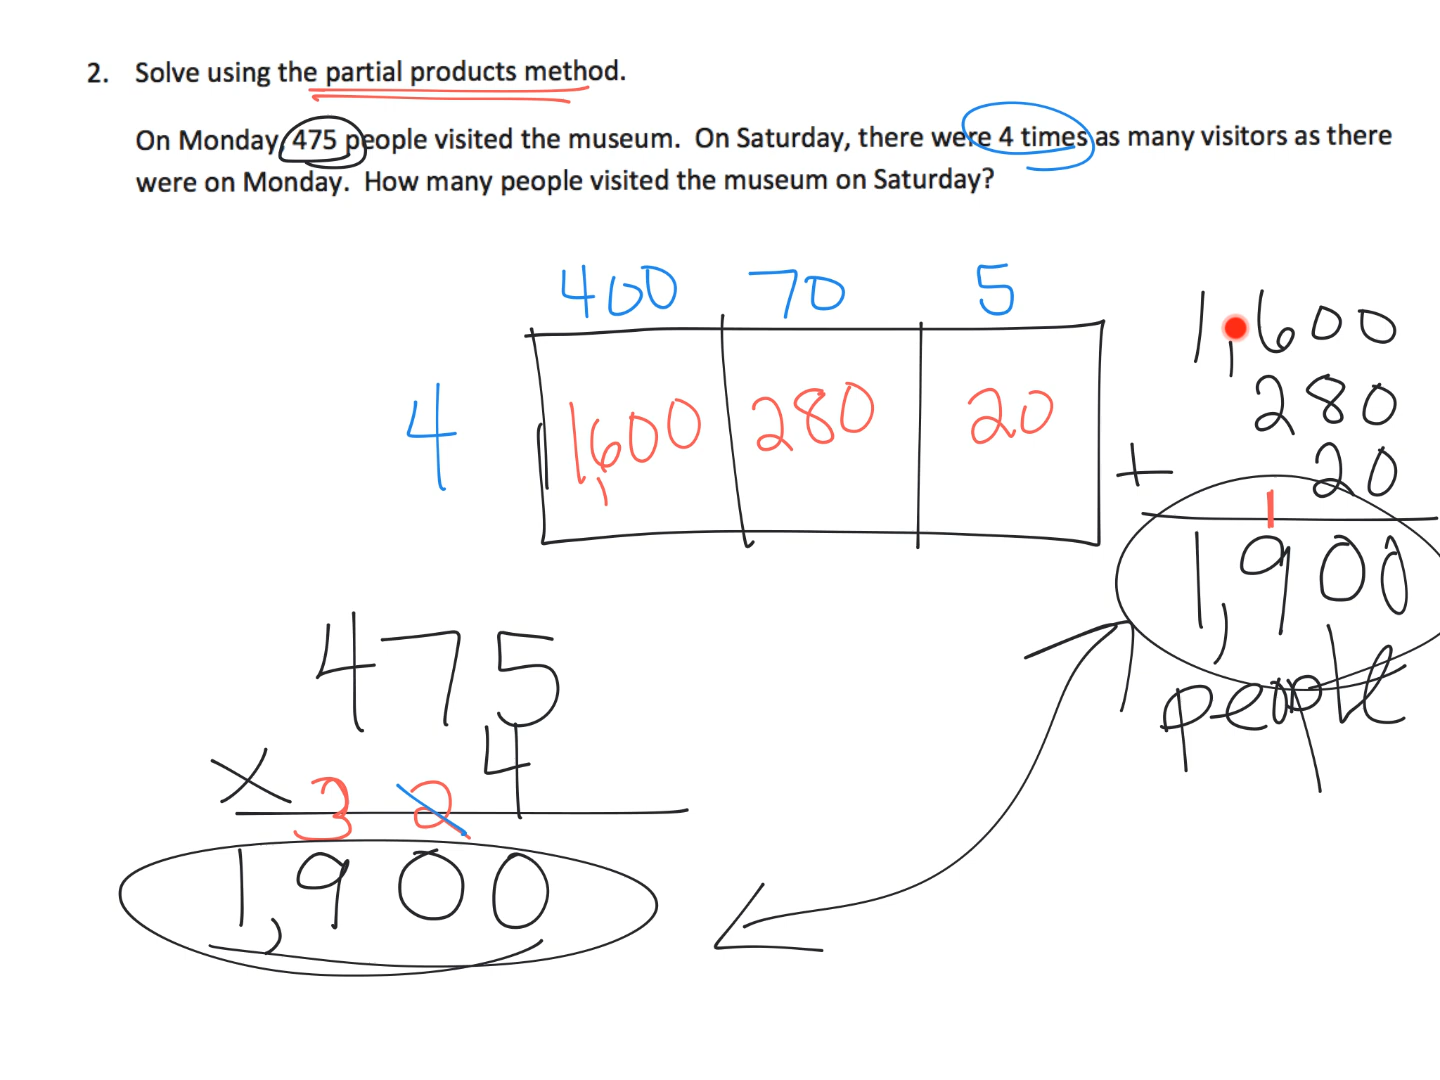 2. Solve using the partial products method.
On Monday, 475 people visited the museum. On Saturday, there were 4 times as many visitors as there
were on Monday. How many people visited the museum on Saturday?
400 70 5
4 1,600 280 20
1,600
280
+ 20
1
1,900
people
475
× 4
3 2
1,900